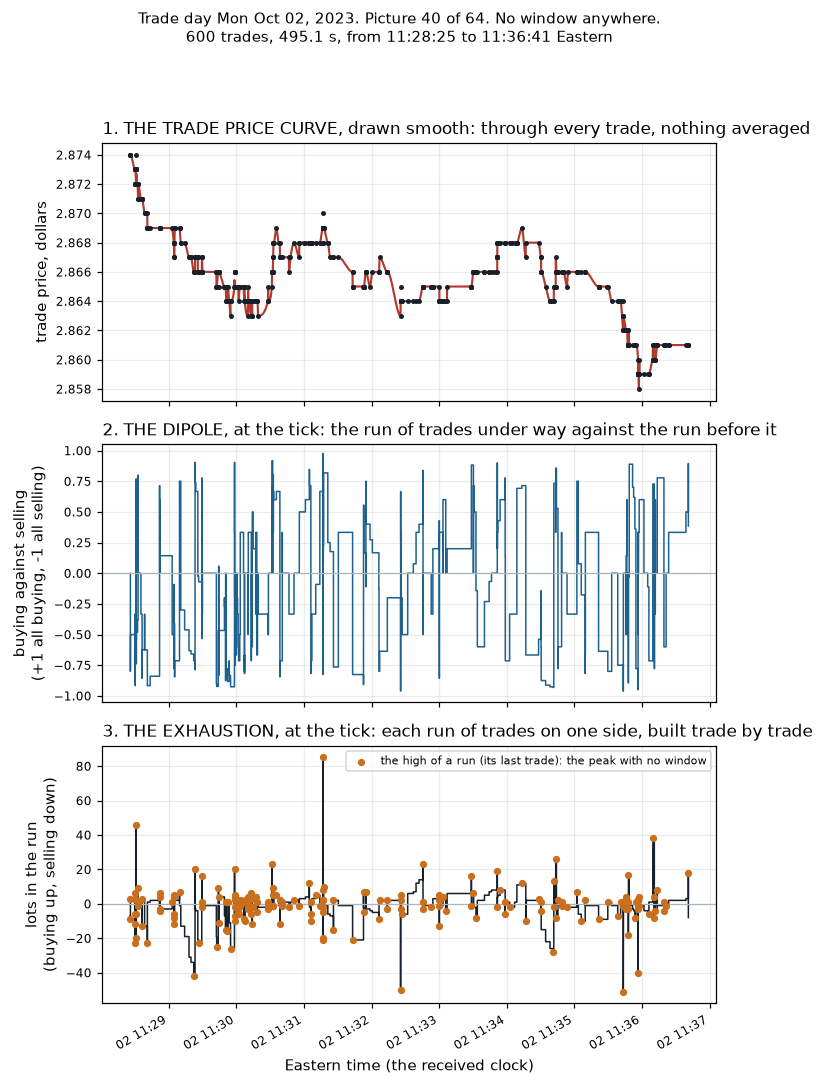 Trade day Mon Oct 02, 2023. Picture 40 of 64. No window anywhere.
600 trades, 495.1 s, from 11:28:25 to 11:36:41 Eastern
1. THE TRADE PRICE CURVE, drawn smooth: through every trade, nothing averaged
trade price, dollars
2.874
2.872
2.870
2.868
2.866
2.864
2.862
2.860
2.858
2. THE DIPOLE, at the tick: the run of trades under way against the run before it
buying against selling
(+1 all buying, -1 all selling)
1.00
0.75
0.50
0.25
0.00
−0.25
−0.50
−0.75
−1.00
3. THE EXHAUSTION, at the tick: each run of trades on one side, built trade by trade
the high of a run (its last trade): the peak with no window
lots in the run
(buying up, selling down)
80
60
40
20
0
−20
−40
02 11:29
02 11:30
02 11:31
02 11:32
02 11:33
02 11:34
02 11:35
02 11:36
02 11:37
Eastern time (the received clock)